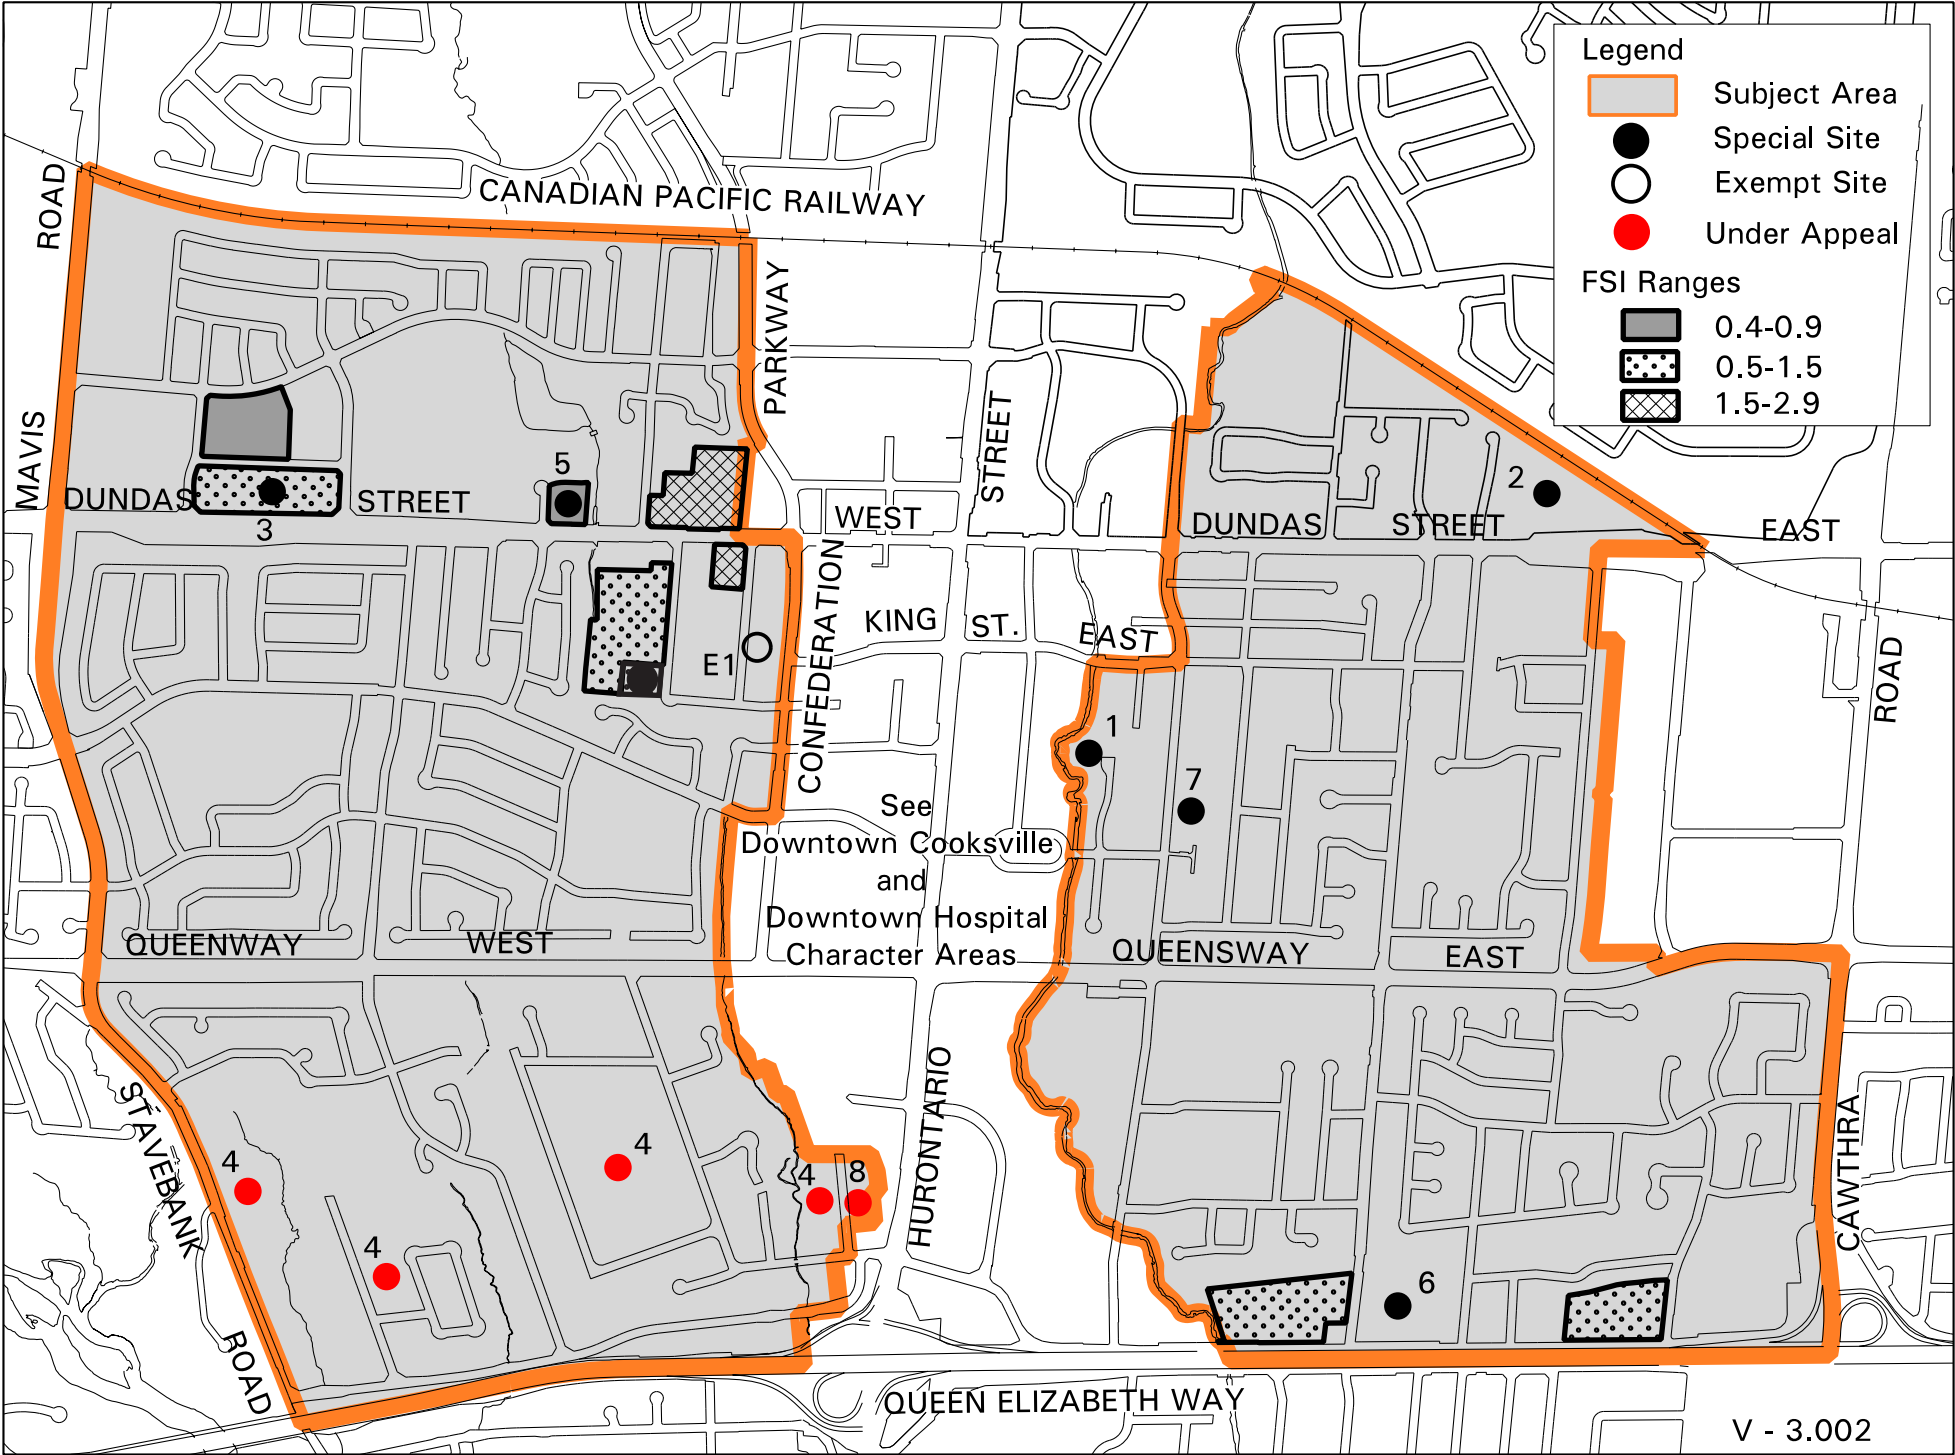 Legend
Subject Area
Special Site
Exempt Site
Under Appeal
FSI Ranges
0.4-0.9
0.5-1.5
1.5-2.9
ROAD
CANADIAN PACIFIC RAILWAY
PARKWAY
MAVIS
STREET
5
2
DUNDAS
STREET
3
WEST
DUNDAS
STREET
EAST
CONFEDERATION
KING
ST.
EAST
E1
ROAD
1
7
See
Downtown Cooksville
and
Downtown Hospital
Character Areas
QUEENWAY
WEST
QUEENSWAY
EAST
STAVEBANK
HURONTARIO
CAWTHRA
4
4
4
8
4
6
ROAD
QUEEN ELIZABETH WAY
V - 3.002